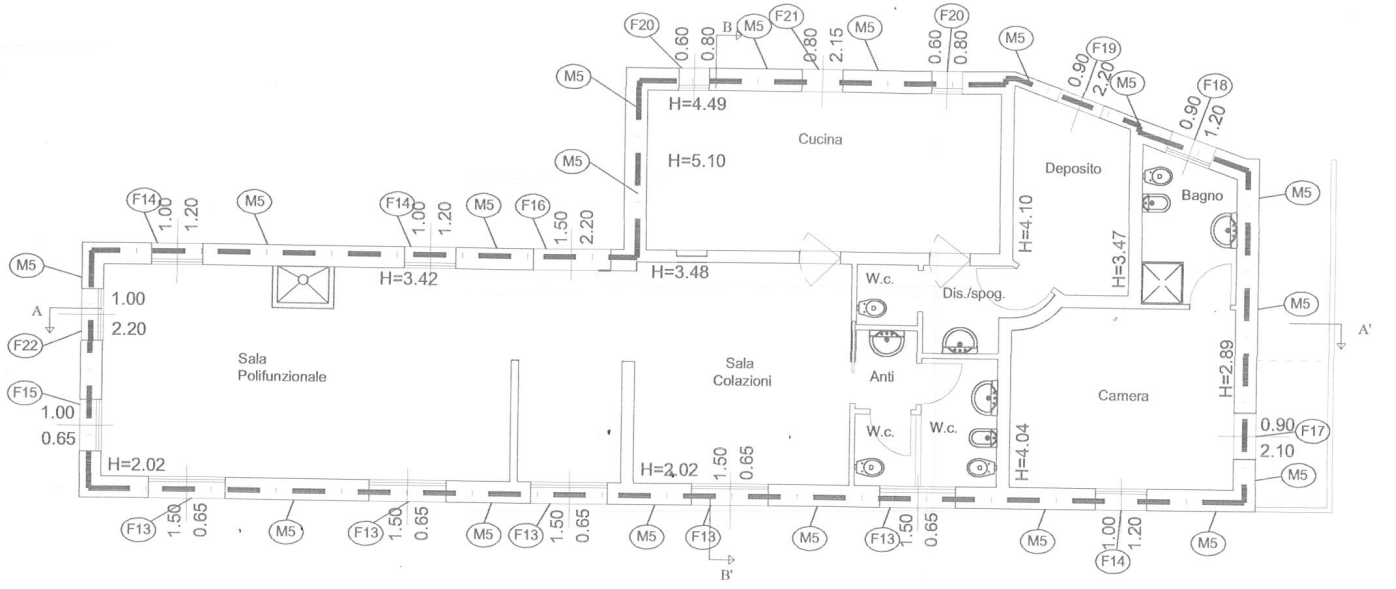 F20
0.60
0.80
B
M5
F21
0.80
2.15
M5
F20
0.60
0.80
M5
F19
0.90
2.20
M5
F18
0.90
1.20
M5
H=4.49
Cucina
H=5.10
M5
Deposito
Bagno
M5
F14
1.00
1.20
M5
F14
1.00
1.20
M5
F16
1.50
2.20
H=4.10
H=3.47
M5
H=3.42
H=3.48
W.c.
Dis./spog.
M5
A
1.00
2.20
F22
A'
Sala
Polifunzionale
Sala
Colazioni
Anti
H=2.89
Camera
F15
1.00
0.65
W.c.
W.c.
H=4.04
0.90
F17
2.10
H=2.02
H=2.02
1.50
0.65
M5
F13
1.50
0.65
M5
F13
1.50
0.65
M5
F13
1.50
0.65
M5
F13
M5
F13
1.50
0.65
M5
F14
1.00
1.20
M5
B'